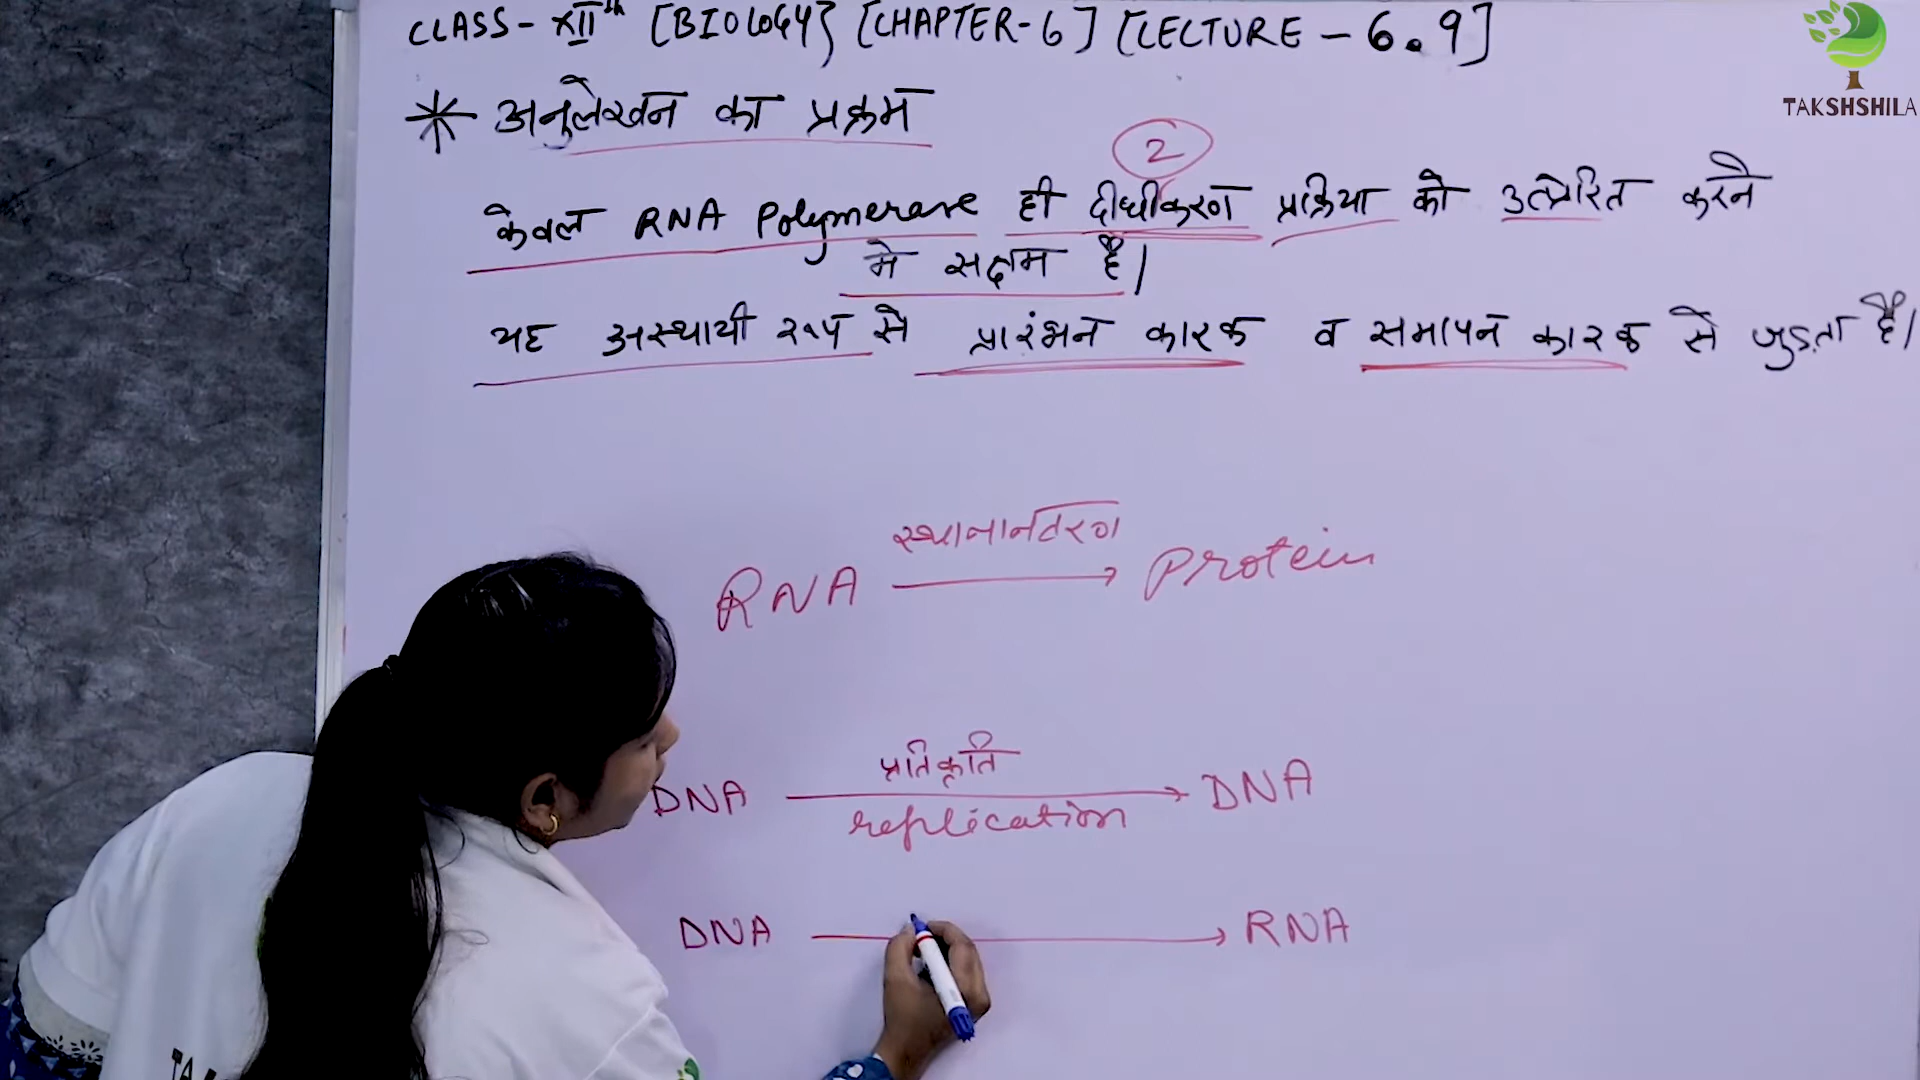 CLASS - XIIth [BIOLOGY} [CHAPTER-6] [LECTURE - 6.9]
TAKSHSHILA
* अनुलेखन का प्रक्रम
2
केवल RNA Polymerase ही दीर्घीकरण प्रक्रिया को उत्प्रेरित करने
मे सक्षम है।
यह अस्थायी रूप से प्रारंभन कारक व समापन कारक से जुड़ता है।
स्थानान्तरण
RNA → Protein
प्रतिकृति
DNA → DNA
replication
DNA → RNA